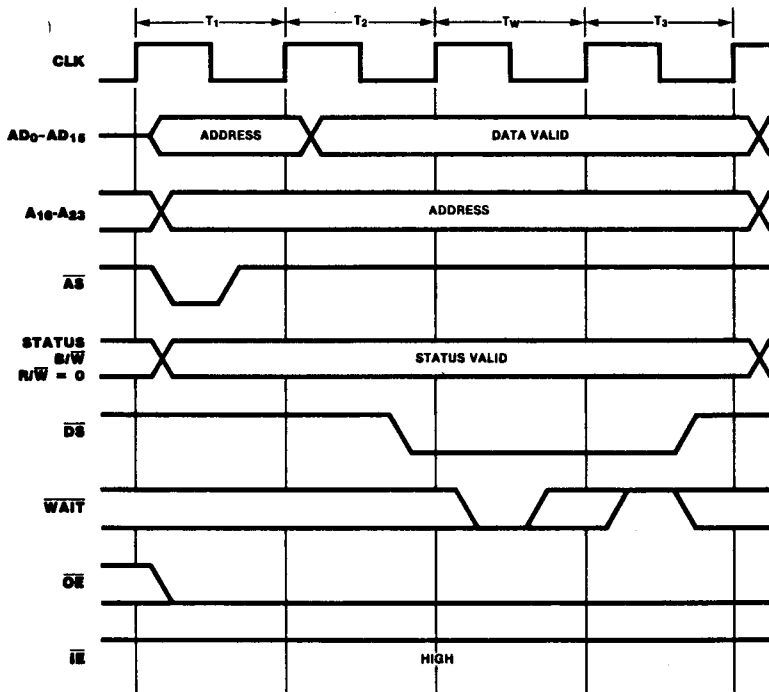 T1 T2 TW T3
CLK
AD0-AD15 ADDRESS DATA VALID
A16-A23 ADDRESS
AS
STATUS
B/W STATUS VALID
R/W = 0
DS
WAIT
OE
IE HIGH